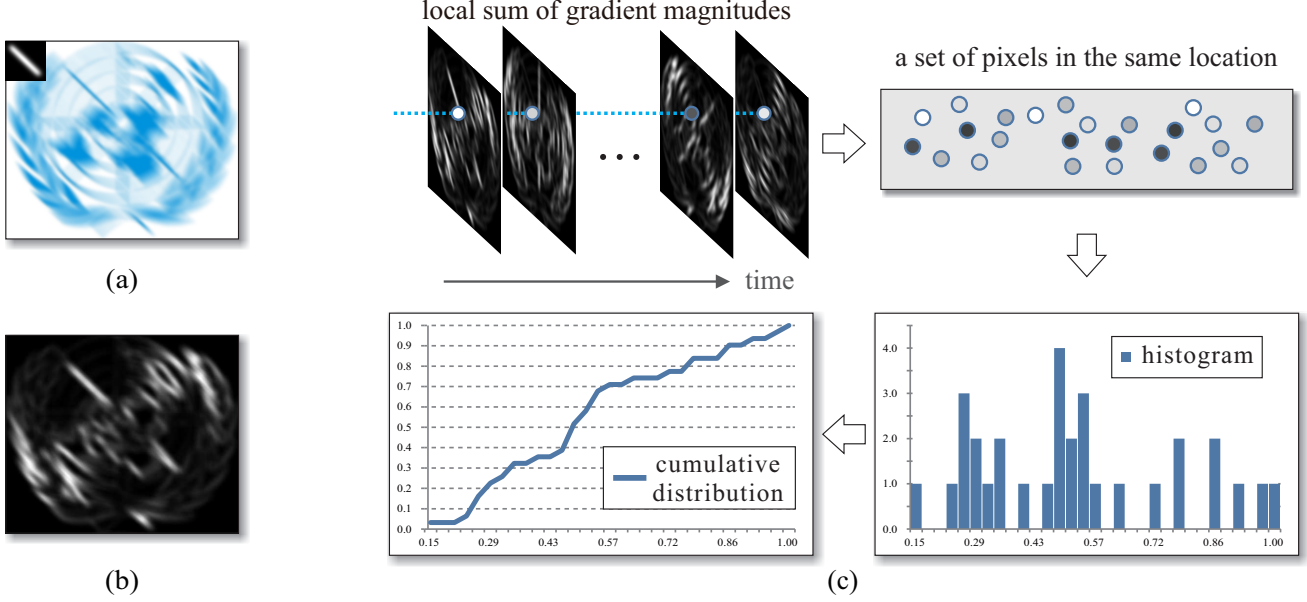 local sum of gradient magnitudes
a set of pixels in the same location
• • •
time
(a)
1.0
0.9
0.8
0.7
0.6
0.5
0.4
0.3
0.2
0.1
0.0
cumulative
distribution
0.15 0.29 0.43 0.57 0.72 0.86 1.00
4.0
3.0
2.0
1.0
0.0
histogram
0.15 0.29 0.43 0.57 0.72 0.86 1.00
(b)
(c)